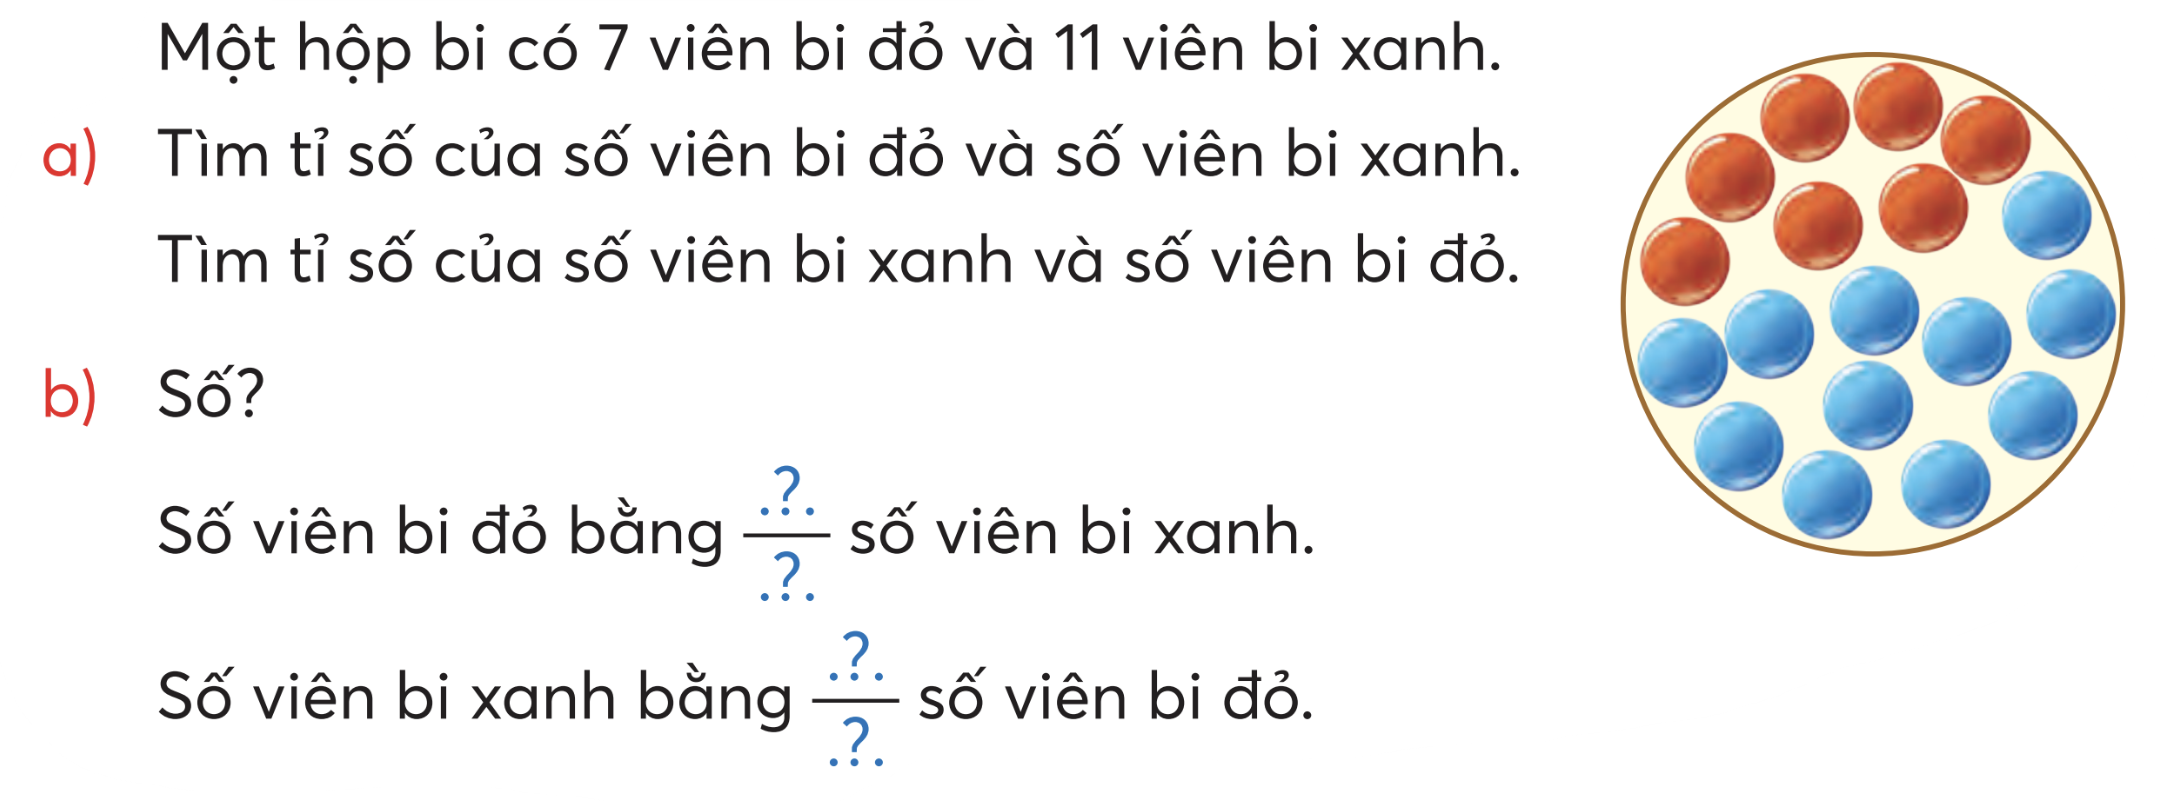 Một hộp bi có 7 viên bi đỏ và 11 viên bi xanh.
a) Tìm tỉ số của số viên bi đỏ và số viên bi xanh.
Tìm tỉ số của số viên bi xanh và số viên bi đỏ.
b) Số?
Số viên bi đỏ bằng .?./.?. số viên bi xanh.
Số viên bi xanh bằng .?./.?. số viên bi đỏ.